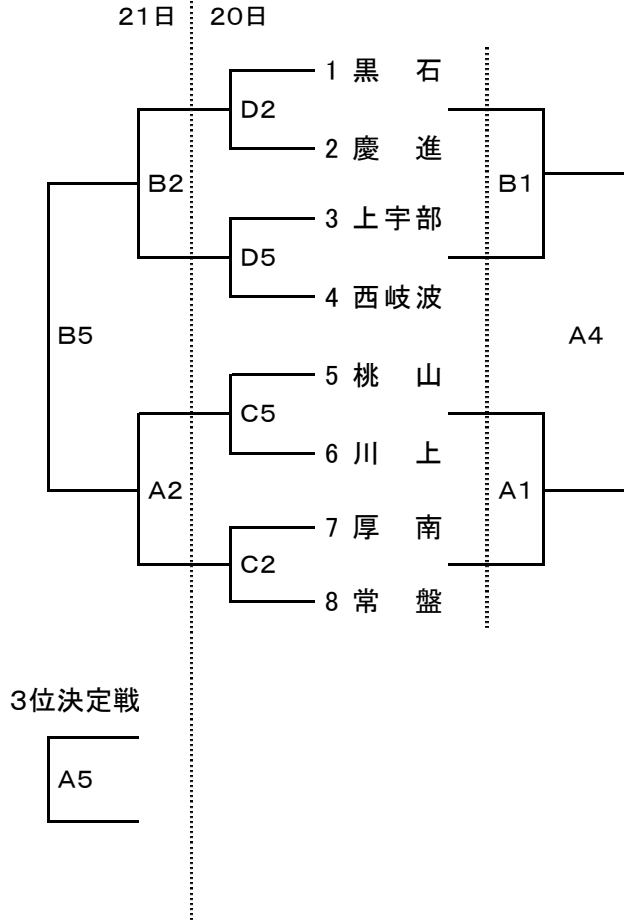 21日 20日
1 黒 石
D2
2 慶 進
B2 B1
3 上宇部
D5
4 西岐波
B5 A4
5 桃 山
C5
6 川 上
A2 A1
7 厚 南
C2
8 常 盤
3位決定戦
A5